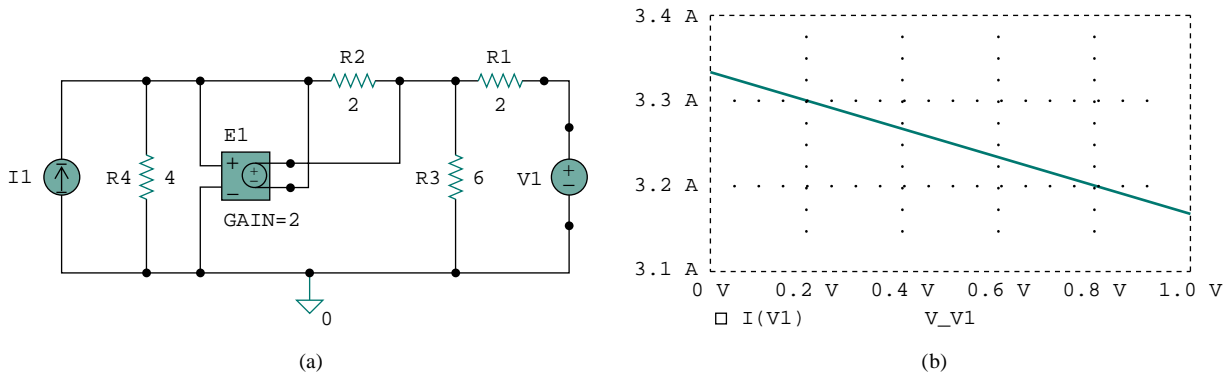 R2
2
R1
2
E1
+
−
+
−
I1
R4
4
R3
6
V1
+
−
GAIN=2
0
(a)
3.4 A
3.3 A
3.2 A
3.1 A
0 V
0.2 V
0.4 V
0.6 V
0.8 V
1.0 V
I(V1)
V_V1
(b)